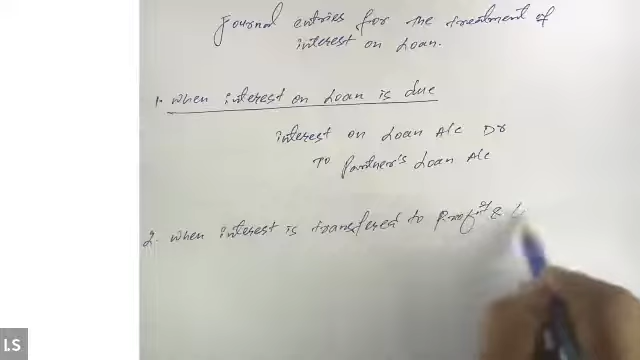 Journal entries for the treatment of
interest on Loan.
1. When interest on Loan is due
interest on Loan A/c Dr
To Partner's Loan A/c
2. When interest is transfered to Profit & L
I.S